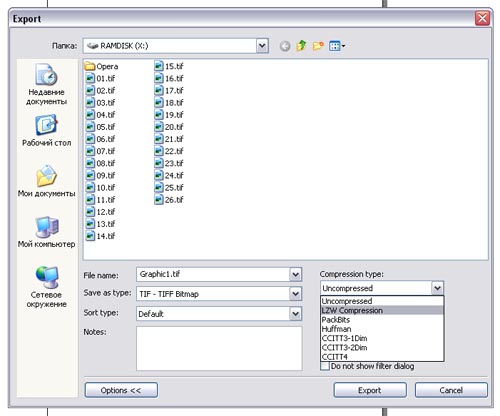 Export
Папка: RAMDISK (X:)
Недавние документы
Рабочий стол
Мои документы
Мой компьютер
Сетевое окружение
Opera
01.tif
02.tif
03.tif
04.tif
05.tif
06.tif
07.tif
08.tif
09.tif
10.tif
11.tif
12.tif
13.tif
14.tif
15.tif
16.tif
17.tif
18.tif
19.tif
20.tif
21.tif
22.tif
23.tif
24.tif
25.tif
26.tif
File name: Graphic1.tif
Save as type: TIF - TIFF Bitmap
Sort type: Default
Notes:
Compression type:
Uncompressed
Uncompressed
LZW Compression
PackBits
Huffman
CCITT3-1Dim
CCITT3-2Dim
CCITT4
Do not show filter dialog
Options <<
Export
Cancel